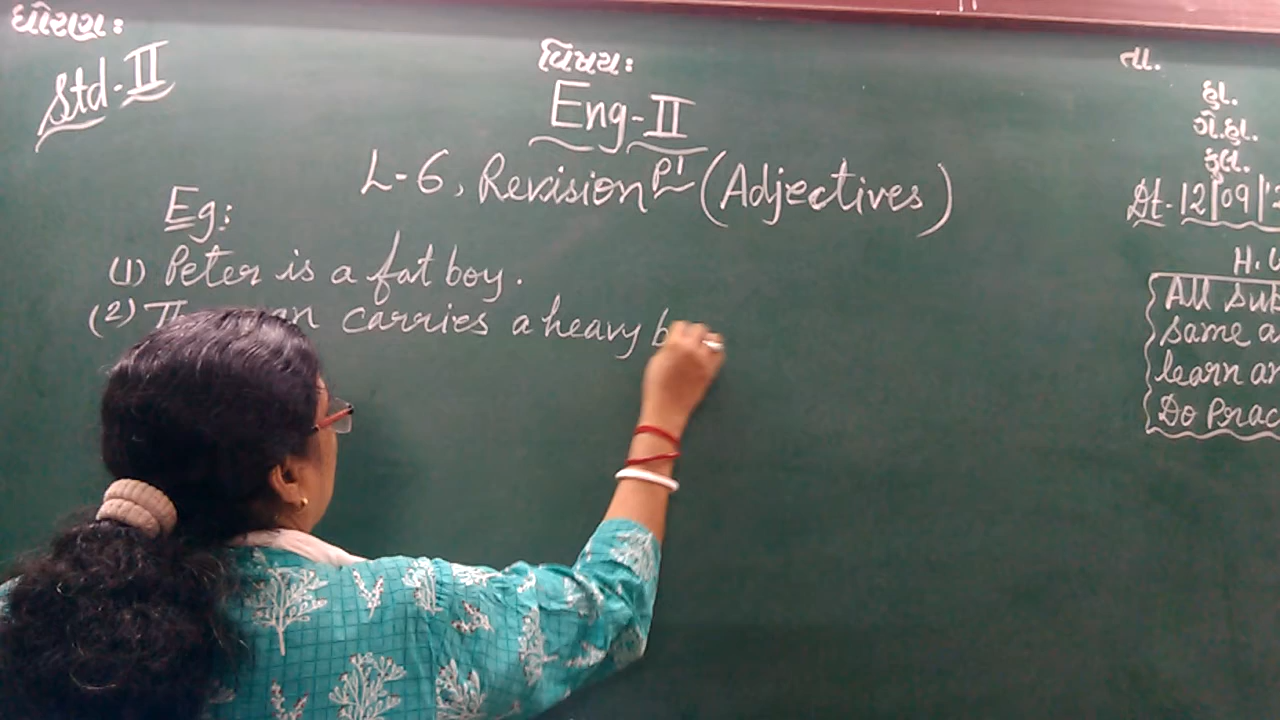 ધોરણ:
Std-II
વિષય:
Eng-II
L-6, Revision P1 (Adjectives)
Eg:
(1) Peter is a fat boy.
(2) carries a heavy
તા.
હા.
ગે.હા.
કુલ.
Dt-12/09/
All
same
learn
Do